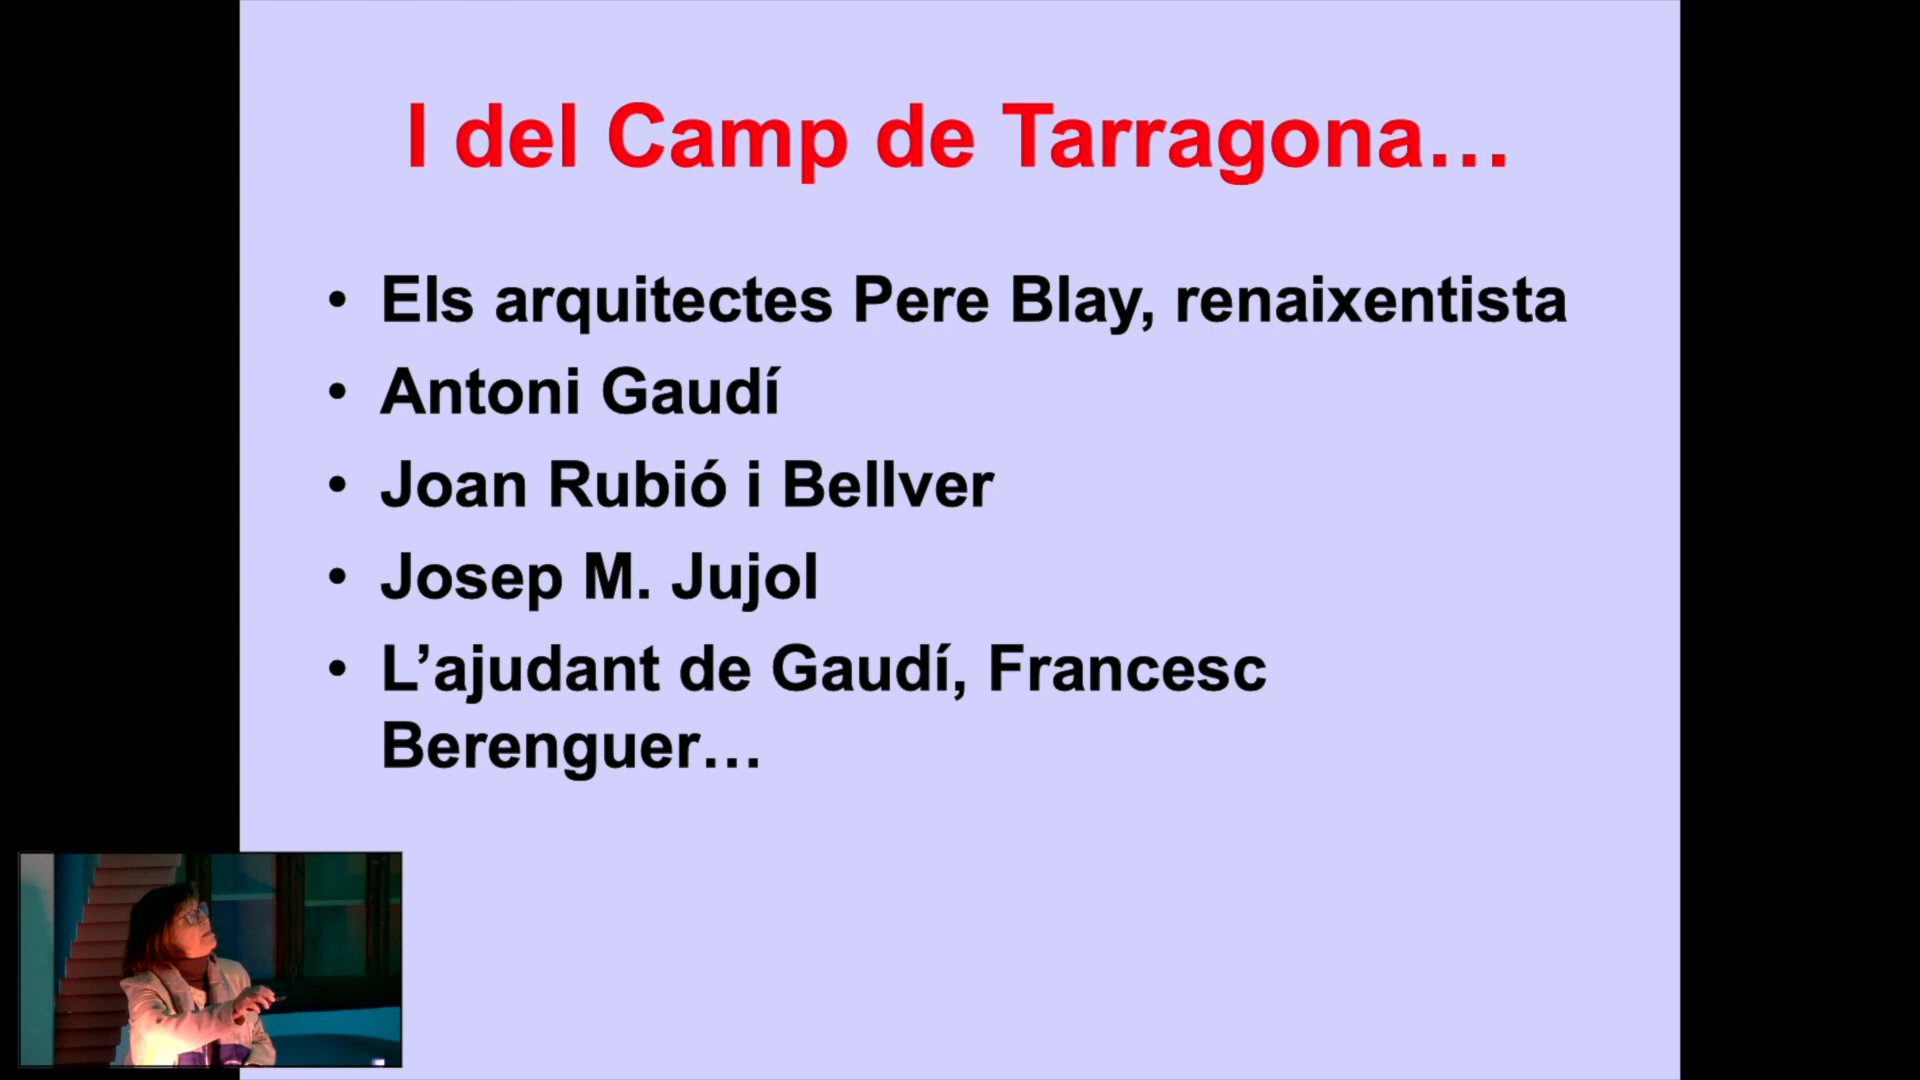 I del Camp de Tarragona…
• Els arquitectes Pere Blay, renaixentista
• Antoni Gaudí
• Joan Rubió i Bellver
• Josep M. Jujol
• L’ajudant de Gaudí, Francesc
Berenguer…